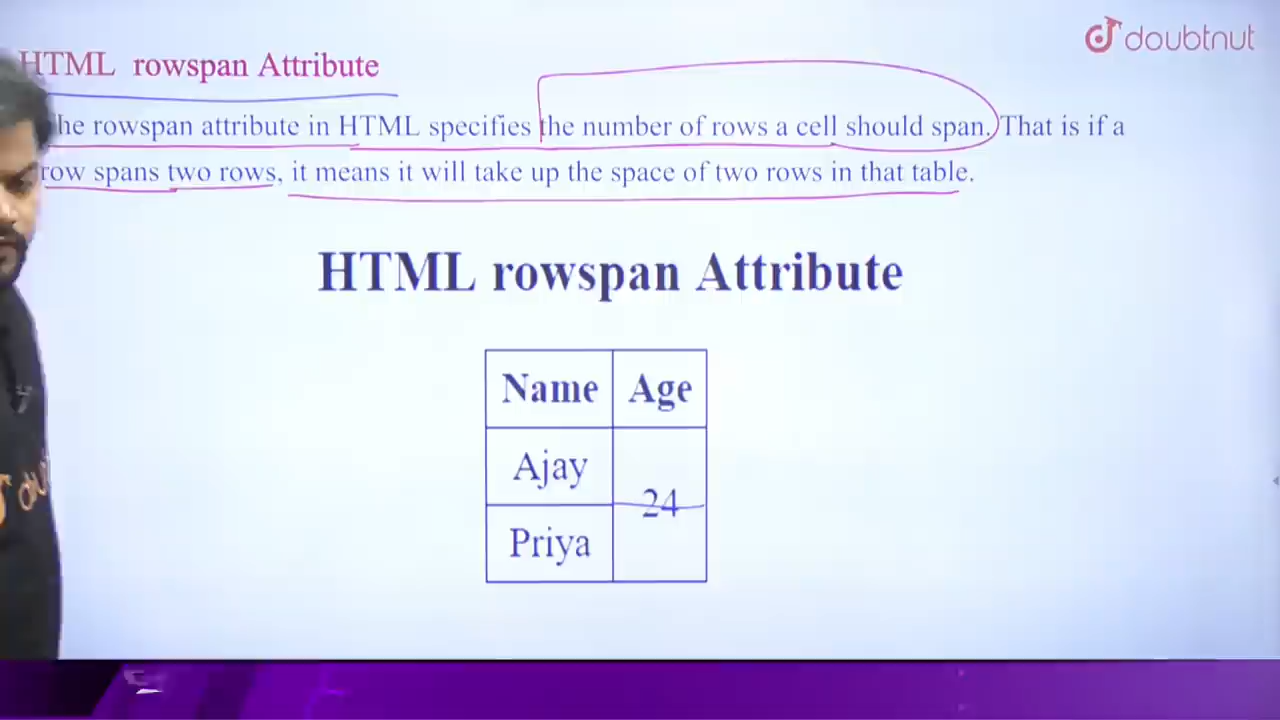 doubtnut
HTML rowspan Attribute
he rowspan attribute in HTML specifies the number of rows a cell should span. That is if a
row spans two rows, it means it will take up the space of two rows in that table.
HTML rowspan Attribute
Name Age
Ajay
24
Priya